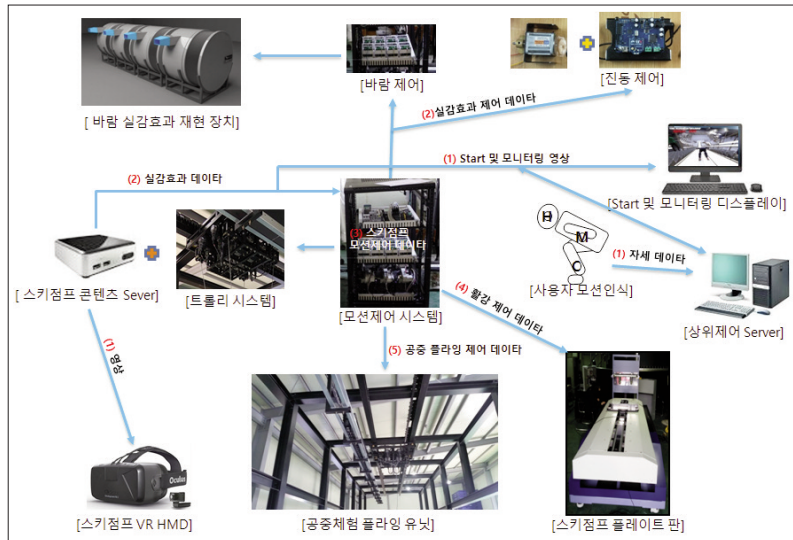 [바람 제어]
[진동 제어]
[ 바람 실감효과 재현 장치]
(2)실감효과 제어 데이타
(1) Start 및 모니터링 영상
(2) 실감효과 데이타
[Start 및 모니터링 디스플레이]
H
M
C
(3) 스키점프
모션제어 데이타
(1) 자세 데이타
[ 스키점프 콘텐츠 Sever]
[트롤리 시스템]
[모션제어 시스템]
[사용자 모션인식]
[상위제어 Server]
(4) 활강 제어 데이타
(1) 영상
(5) 공중 플라잉 제어 데이타
Oculus
[스키점프 VR HMD]
[공중체험 플라잉 유닛]
[스키점프 플레이트 판]